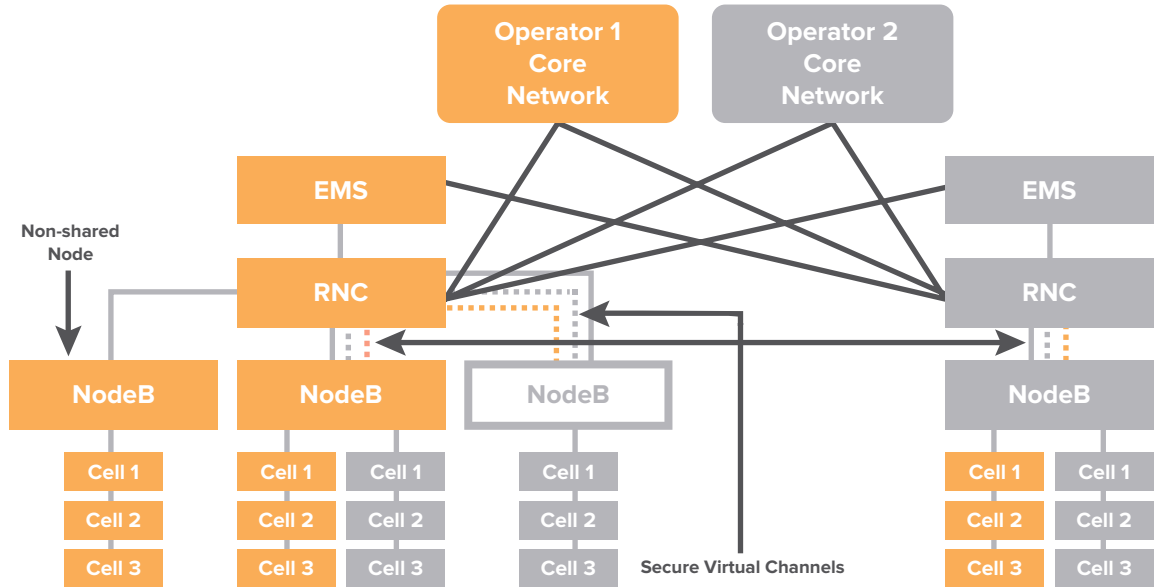 Operator 1
Core
Network
Operator 2
Core
Network
EMS
EMS
Non-shared
Node
RNC
RNC
NodeB
NodeB
NodeB
NodeB
Cell 1
Cell 1
Cell 1
Cell 1
Cell 1
Cell 1
Cell 2
Cell 2
Cell 2
Cell 2
Cell 2
Cell 2
Cell 3
Cell 3
Cell 3
Cell 3
Cell 3
Cell 3
Secure Virtual Channels